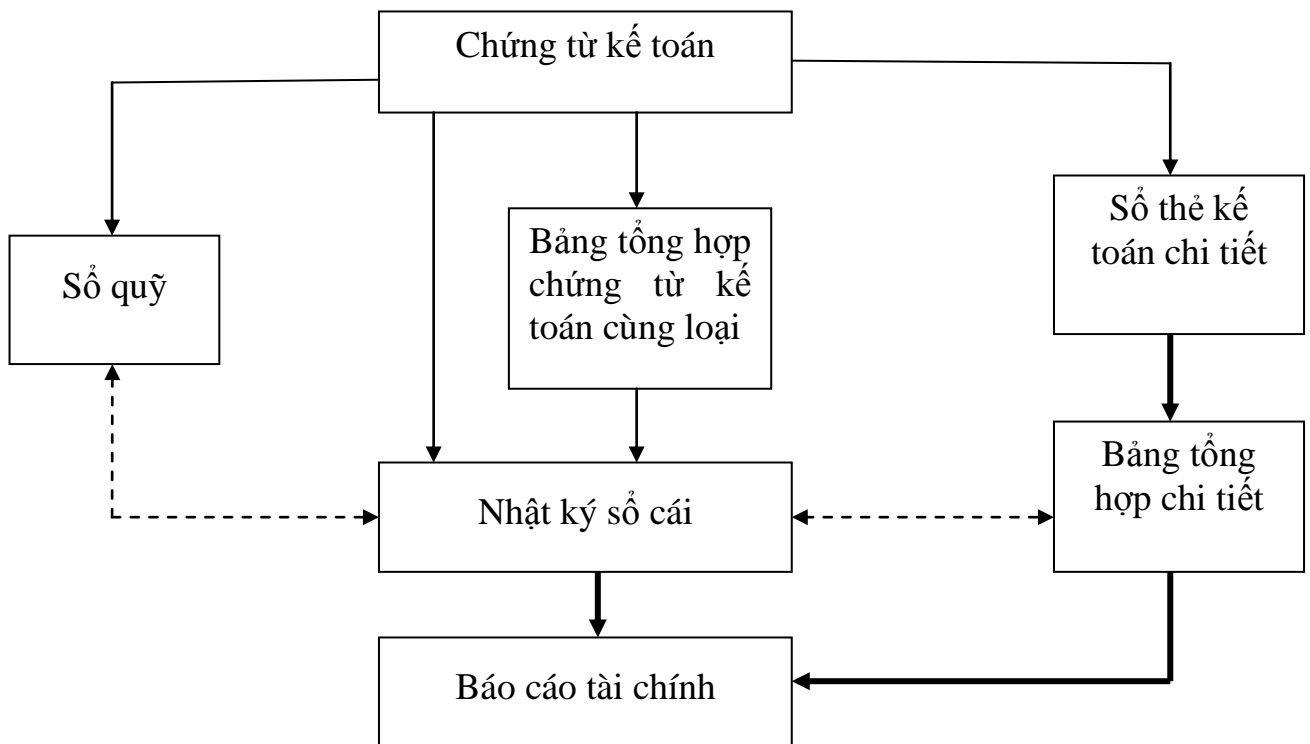 Chứng từ kế toán
Sổ quỹ
Bảng tổng hợp
chứng từ kế
toán cùng loại
Sổ thẻ kế
toán chi tiết
Bảng tổng
hợp chi tiết
Nhật ký sổ cái
Báo cáo tài chính